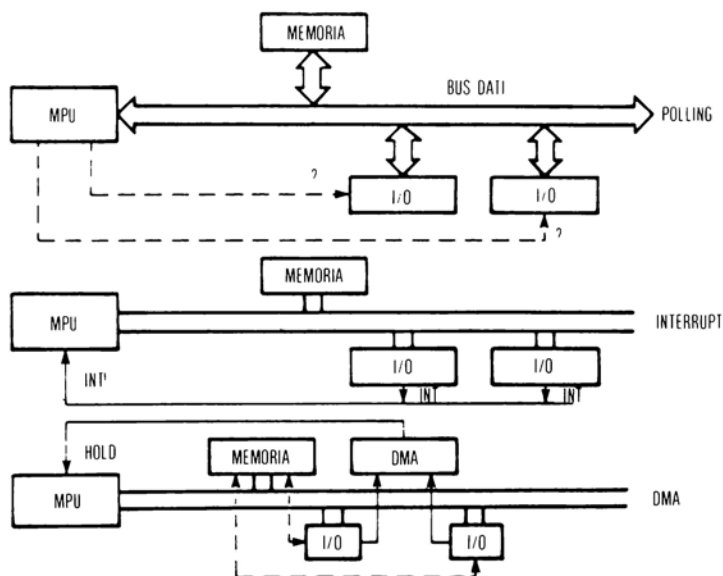 MEMORIA
BUS DATI
MPU
POLLING
?
I/O
I/O
?
MEMORIA
MPU
INTERRUPT
I/O
I/O
INT
INT
INT
HOLD
MEMORIA
DMA
MPU
DMA
I/O
I/O